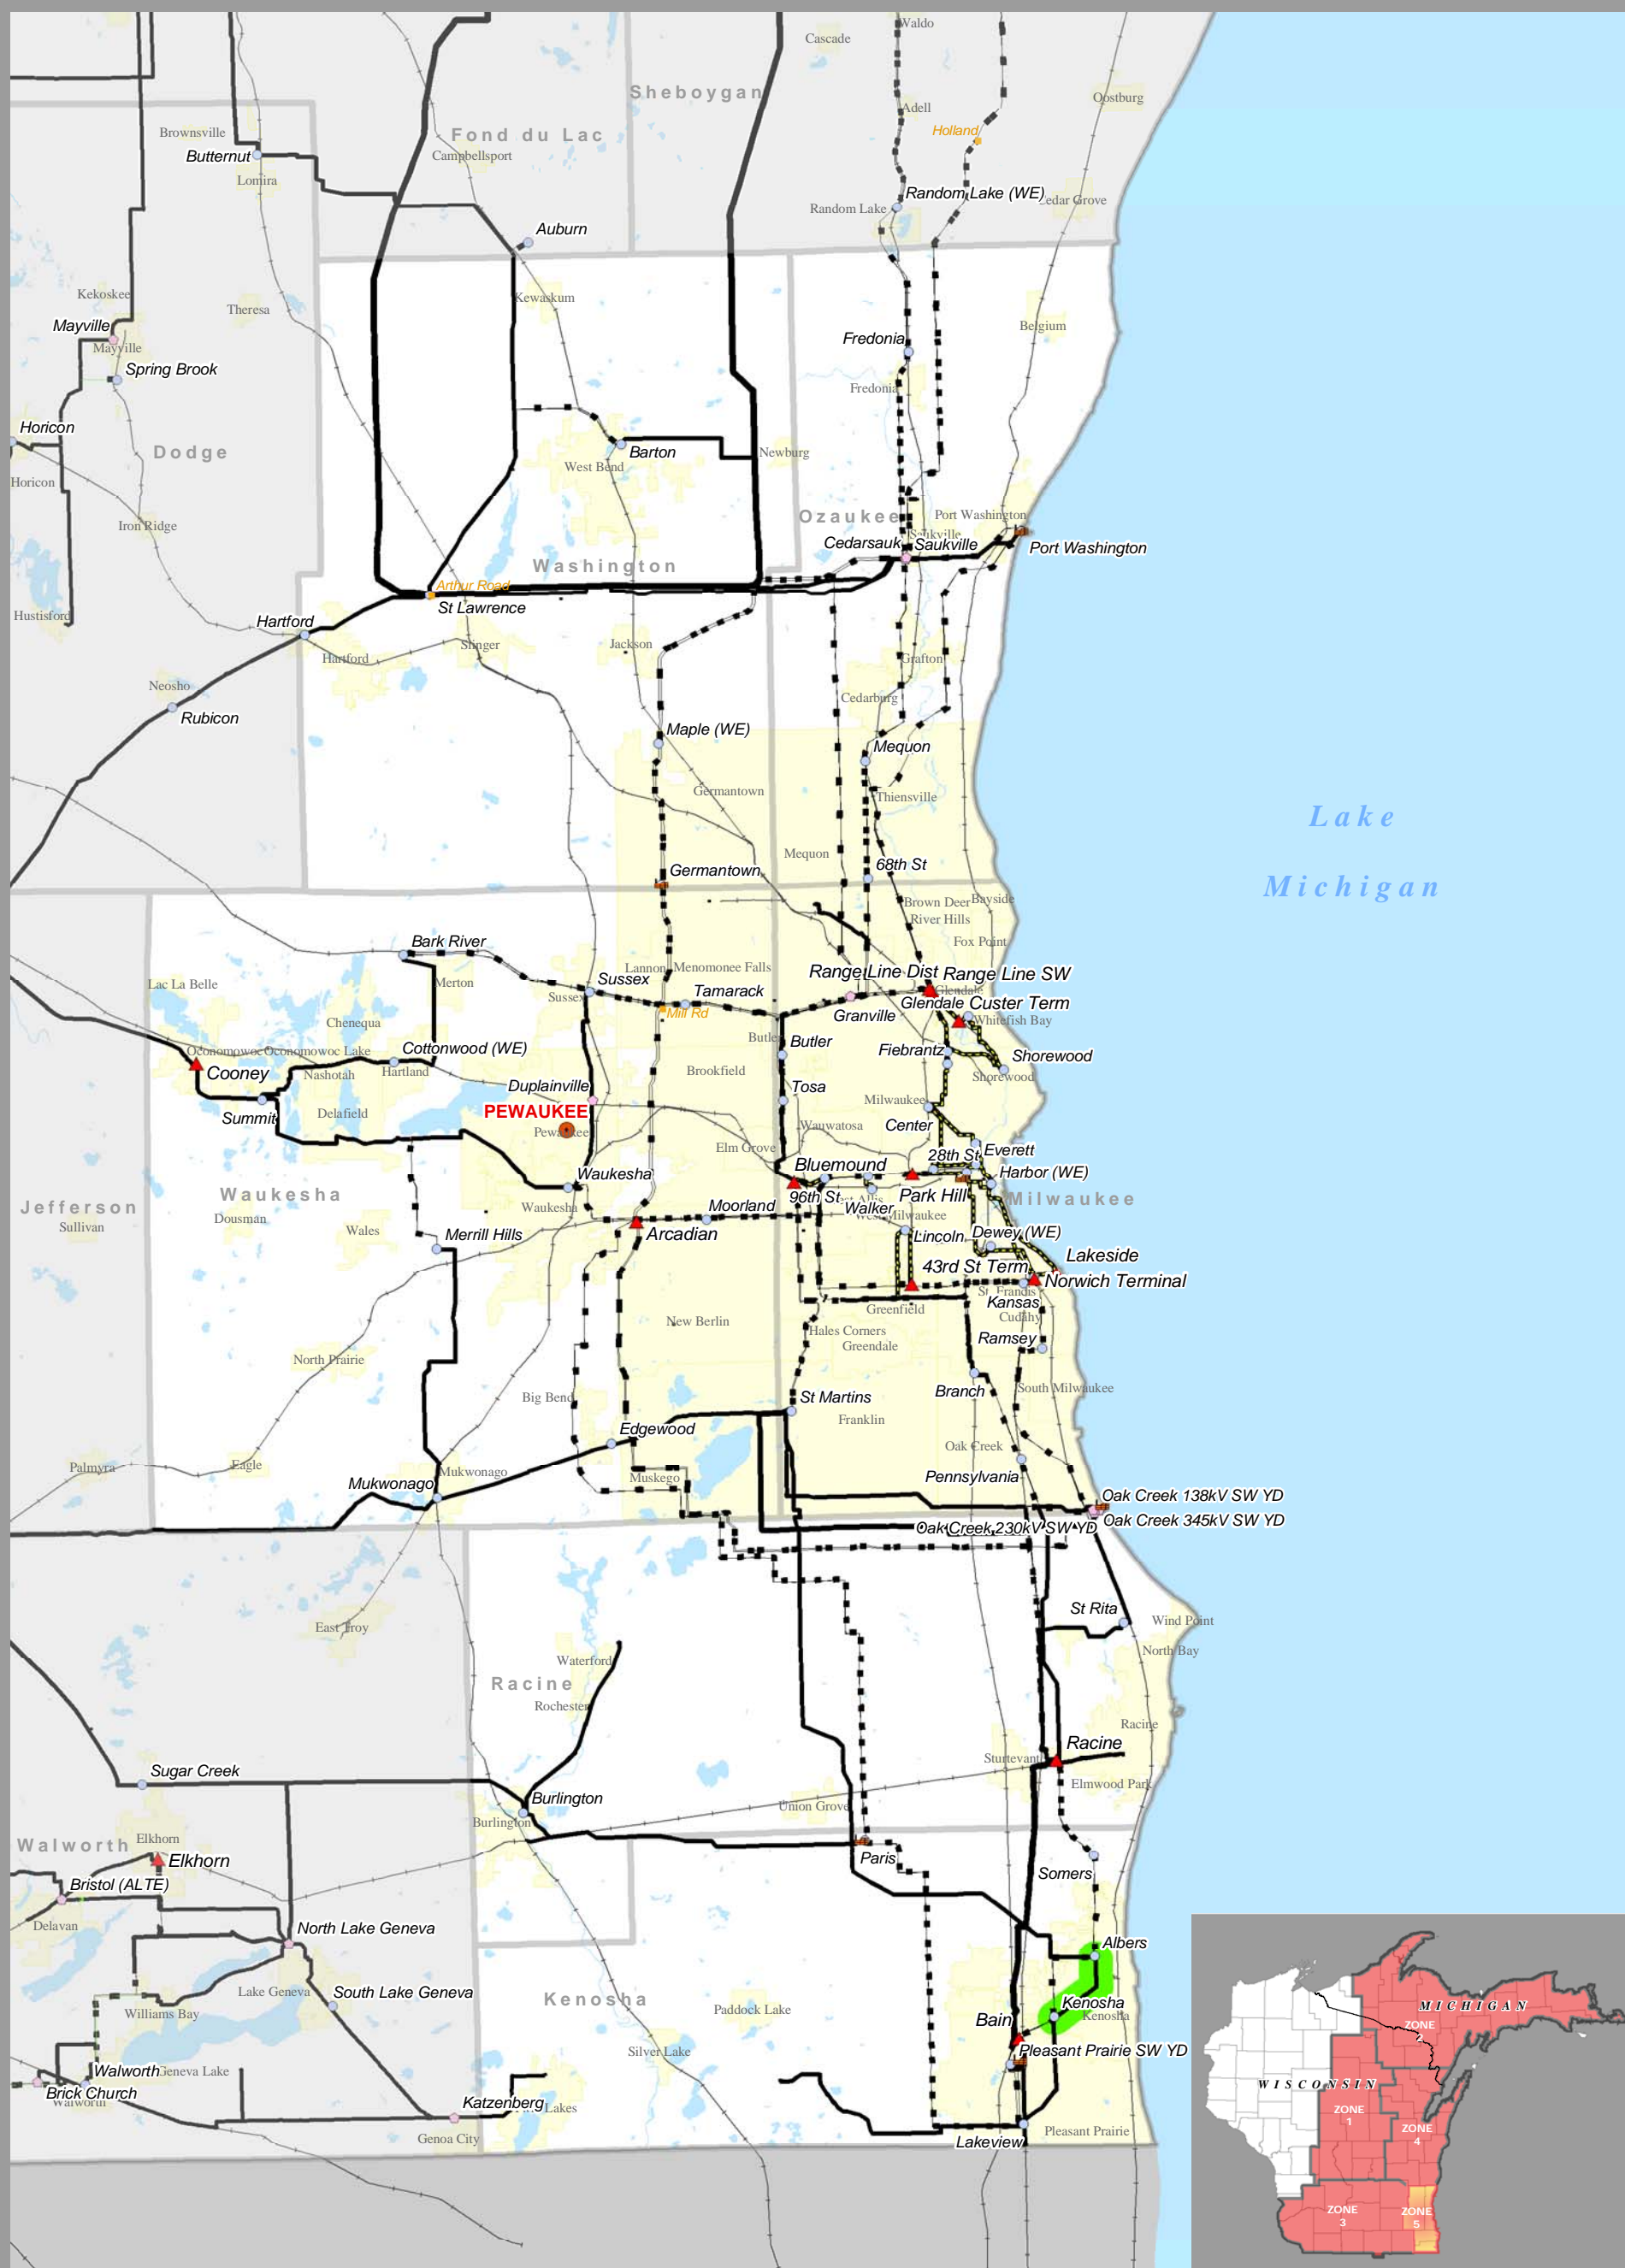 Waldo
Cascade
Sheboygan
Oostburg
Adell
Fond du Lac
Holland
Brownsville
Butternut
Campbellsport
Lomira
Random Lake (WE)
Random Lake
Cedar Grove
Auburn
Kekoskee
Kewaskum
Theresa
Mayville
Mayville
Belgium
Fredonia
Spring Brook
Fredonia
Horicon
Dodge
Barton
Newburg
West Bend
Horicon
Iron Ridge
Ozaukee
Port Washington
Saukville
Cedarsauk
Saukville
Port Washington
Washington
Arthur Road
St Lawrence
Hustisford
Hartford
Slinger
Jackson
Hartford
Grafton
Neosho
Cedarburg
Rubicon
Maple (WE)
Mequon
Germantown
Thiensville
Lake
Michigan
Mequon
68th St
Germantown
Brown Deer
Bayside
River Hills
Bark River
Fox Point
Lannon
Menomonee Falls
Range Line Dist
Range Line SW
Lac La Belle
Merton
Sussex
Sussex
Tamarack
Glendale
Glendale
Custer Term
Mill Rd
Granville
Whitefish Bay
Chenequa
Butler
Butler
Oconomowoc
Oconomowoc Lake
Cottonwood (WE)
Fiebrantz
Shorewood
Cooney
Nashotah
Hartland
Brookfield
Shorewood
Duplainville
Tosa
Summit
Delafield
PEWAUKEE
Milwaukee
Center
Pewaukee
Wauwatosa
Elm Grove
28th St
Everett
Bluemound
Harbor (WE)
Waukesha
Waukesha
96th St
West Allis
Park Hill
Milwaukee
Jefferson
Sullivan
Dousman
Waukesha
Moorland
Walker
West Milwaukee
Wales
Merrill Hills
Arcadian
Lincoln
Dewey (WE)
Lakeside
43rd St Term
Norwich Terminal
St. Francis
Kansas
Greenfield
Cudahy
New Berlin
Hales Corners
Ramsey
Greendale
North Prairie
Big Bend
St Martins
Branch
South Milwaukee
Franklin
Edgewood
Oak Creek
Palmyra
Eagle
Mukwonago
Mukwonago
Muskego
Pennsylvania
Oak Creek 138kV SW YD
Oak Creek 345kV SW YD
Oak Creek 230kV SW YD
East Troy
St Rita
Wind Point
North Bay
Waterford
Racine
Rochester
Racine
Racine
Sturtevant
Sugar Creek
Elmwood Park
Burlington
Union Grove
Burlington
Walworth
Elkhorn
Elkhorn
Paris
Somers
Bristol (ALTE)
Delavan
North Lake Geneva
Albers
Lake Geneva
South Lake Geneva
Kenosha
Paddock Lake
Kenosha
Kenosha
Williams Bay
Bain
Silver Lake
Pleasant Prairie SW YD
Walworth
Geneva Lake
Brick Church
Walworth
Katzenberg
Lakes
Genoa City
Lakeview
Pleasant Prairie
MICHIGAN
ZONE
2
WISCONSIN
ZONE
1
ZONE
4
ZONE
3
ZONE
5